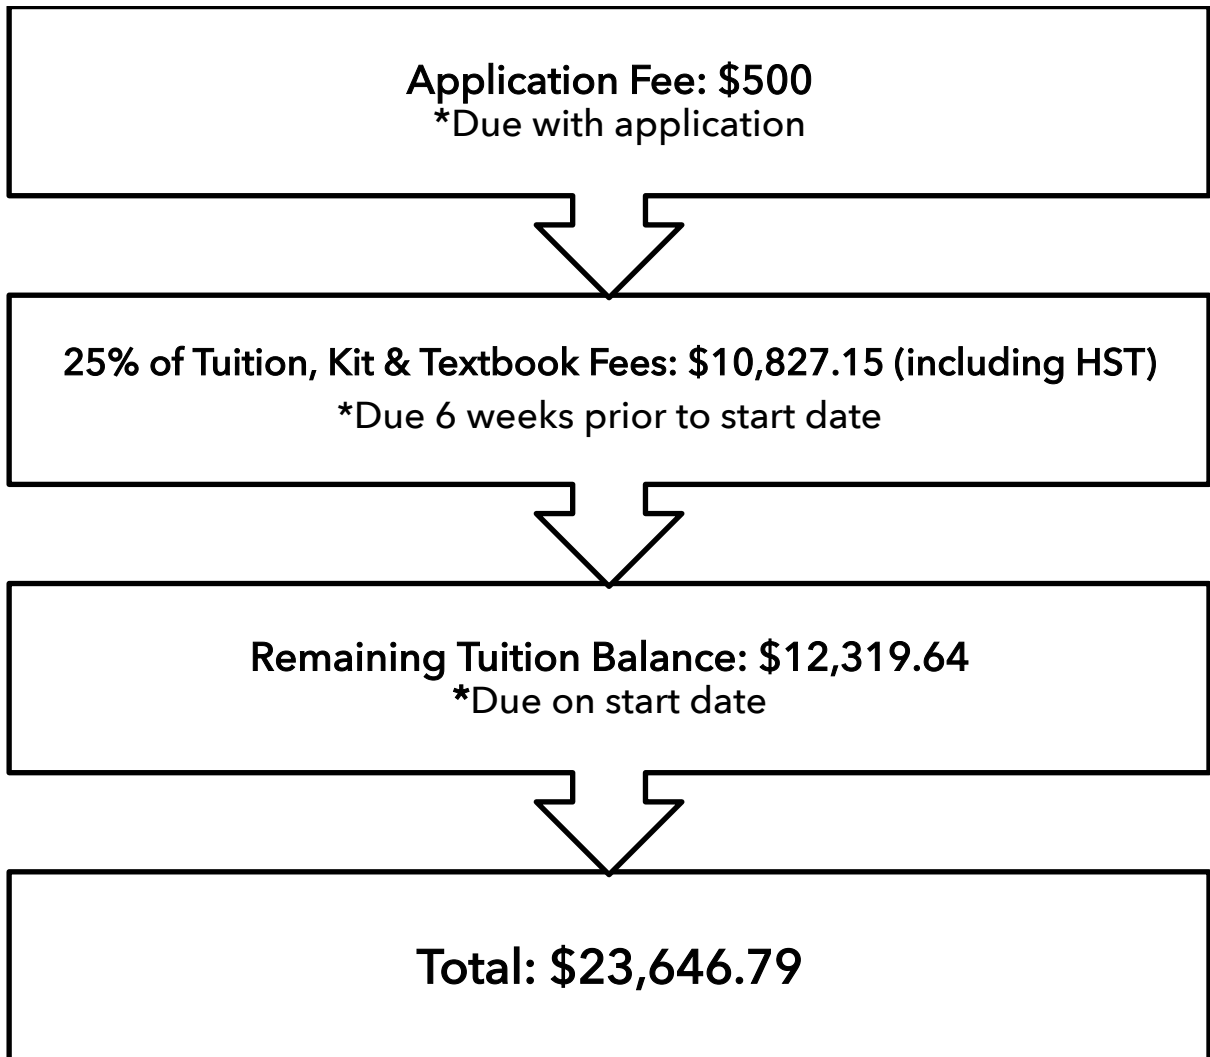 Application Fee: $500
*Due with application
25% of Tuition, Kit & Textbook Fees: $10,827.15 (including HST)
*Due 6 weeks prior to start date
Remaining Tuition Balance: $12,319.64
*Due on start date
Total: $23,646.79